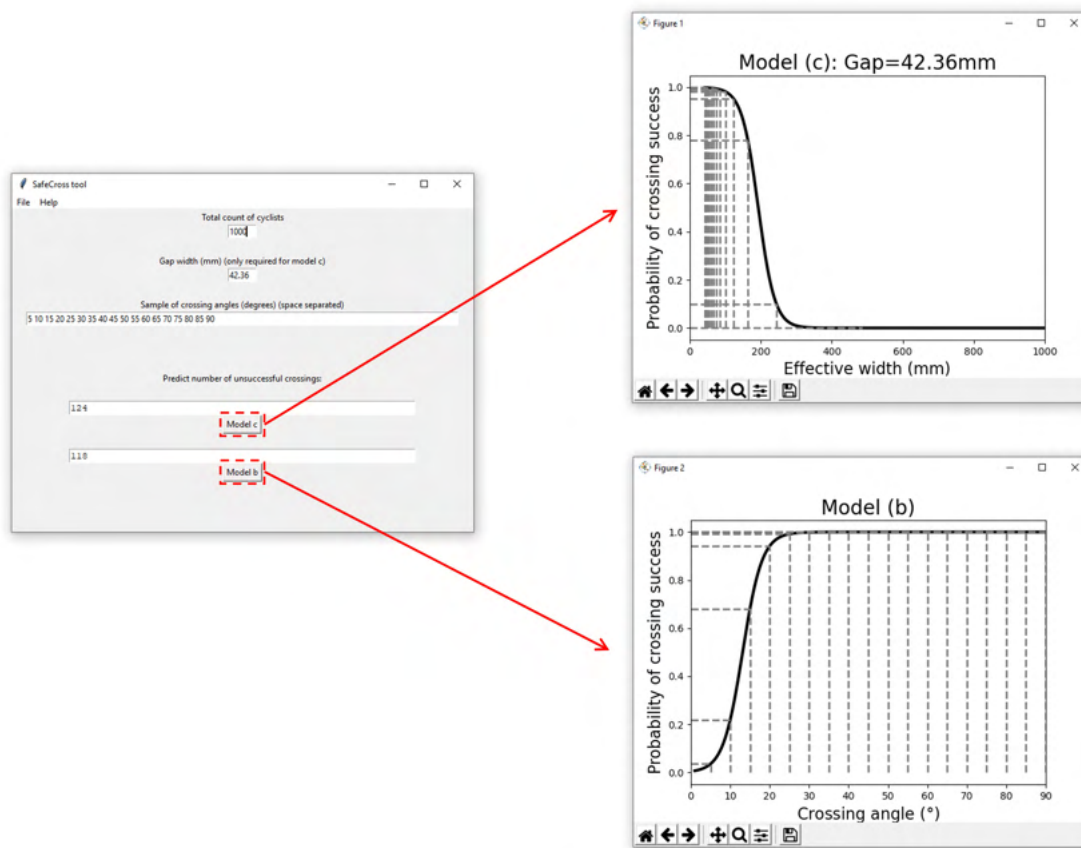 SafeCross tool
File Help
Total count of cyclists
1000
Gap width (mm) (only required for model c)
42.36
Sample of crossing angles (degrees) (space separated)
5 10 15 20 25 30 35 40 45 50 55 60 65 70 75 80 85 90
Predict number of unsuccessful crossings:
124
Model c
118
Model b
Figure 1
Model (c): Gap=42.36mm
Probability of crossing success
1.0
0.8
0.6
0.4
0.2
0.0
0 200 400 600 800 1000
Effective width (mm)
Figure 2
Model (b)
Probability of crossing success
1.0
0.8
0.6
0.4
0.2
0.0
0 10 20 30 40 50 60 70 80 90
Crossing angle (°)